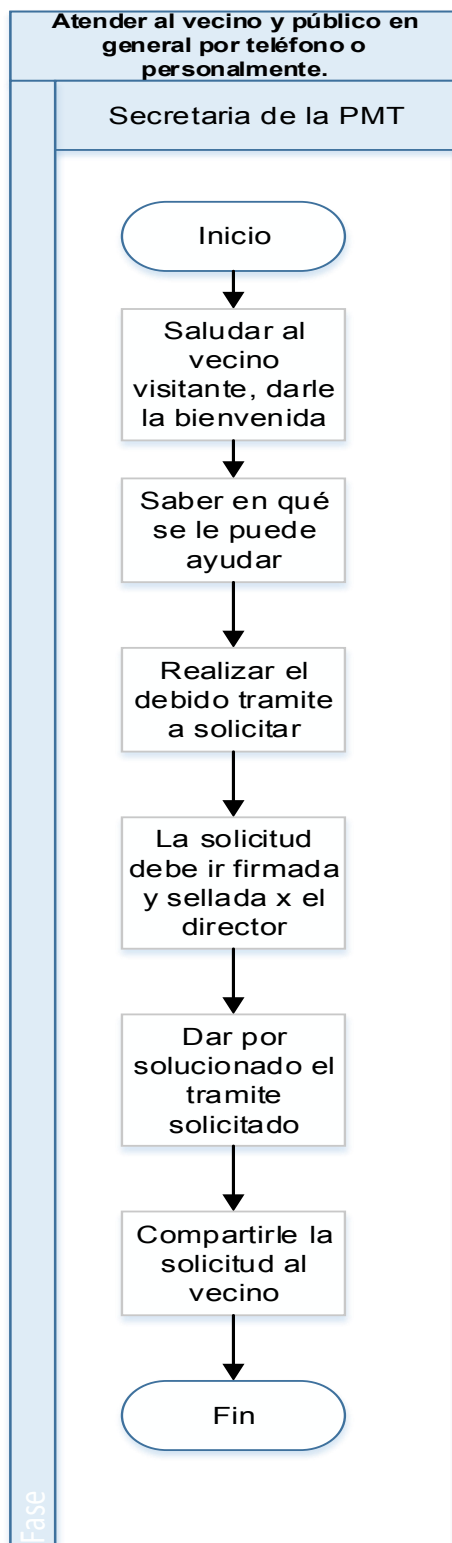 Atender al vecino y público en
general por teléfono o
personalmente.
Secretaria de la PMT
Inicio
Saludar al
vecino
visitante, darle
la bienvenida
Saber en qué
se le puede
ayudar
Realizar el
debido tramite
a solicitar
La solicitud
debe ir firmada
y sellada x el
director
Dar por
solucionado el
tramite
solicitado
Compartirle la
solicitud al
vecino
Fin
Fase